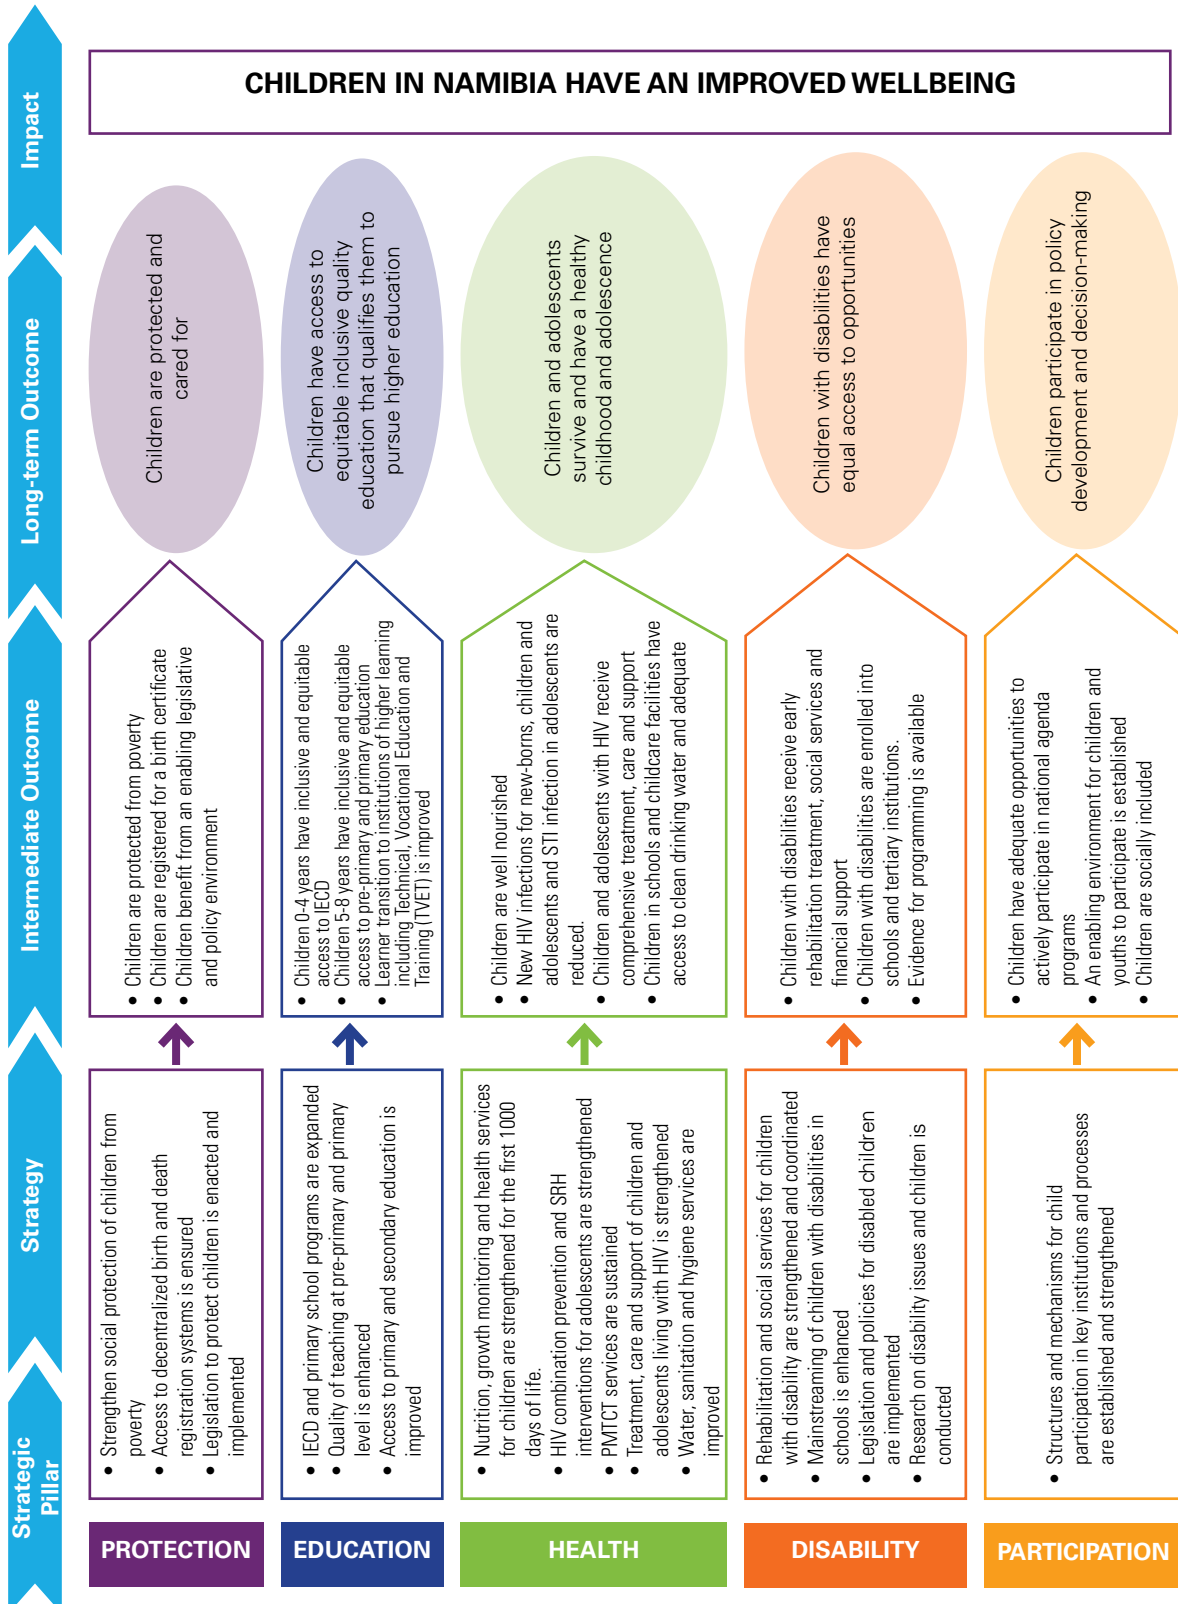 CHILDREN IN NAMIBIA HAVE AN IMPROVED WELLBEING
Impact
Long-term Outcome
Intermediate Outcome
Strategy
Strategic
Pillar
Children are protected and
cared for
Children have access to
equitable inclusive quality
education that qualifies them to
pursue higher education
Children and adolescents
survive and have a healthy
childhood and adolescence
Children with disabilities have
equal access to opportunities
Children participate in policy
development and decision-making
• Children are protected from poverty
• Children are registered for a birth certificate
• Children benefit from an enabling legislative
and policy environment
• Children 0-4 years have inclusive and equitable
access to IECD
• Children 5-8 years have inclusive and equitable
access to pre-primary and primary education
• Learner transition to institutions of higher learning
including Technical, Vocational Education and
Training (TVET) is improved
• Children are well nourished
• New HIV infections for new-borns, children and
adolescents and STI infection in adolescents are
reduced.
• Children and adolescents with HIV receive
comprehensive treatment, care and support
• Children in schools and childcare facilities have
access to clean drinking water and adequate
• Children with disabilities receive early
rehabilitation treatment, social services and
financial support
• Children with disabilities are enrolled into
schools and tertiary institutions.
• Evidence for programming is available
• Children have adequate opportunities to
actively participate in national agenda
programs
• An enabling environment for children and
youths to participate is established
• Children are socially included
• Strengthen social protection of children from
poverty
• Access to decentralized birth and death
registration systems is ensured
• Legislation to protect children is enacted and
implemented
• IECD and primary school programs are expanded
• Quality of teaching at pre-primary and primary
level is enhanced
• Access to primary and secondary education is
improved
• Nutrition, growth monitoring and health services
for children are strengthened for the first 1000
days of life.
• HIV combination prevention and SRH
interventions for adolescents are strengthened
• PMTCT services are sustained
• Treatment, care and support of children and
adolescents living with HIV is strengthened
• Water, sanitation and hygiene services are
improved
• Rehabilitation and social services for children
with disability are strengthened and coordinated
• Mainstreaming of children with disabilities in
schools is enhanced
• Legislation and policies for disabled children
are implemented
• Research on disability issues and children is
conducted
• Structures and mechanisms for child
participation in key institutions and processes
are established and strengthened
PROTECTION
EDUCATION
HEALTH
DISABILITY
PARTICIPATION